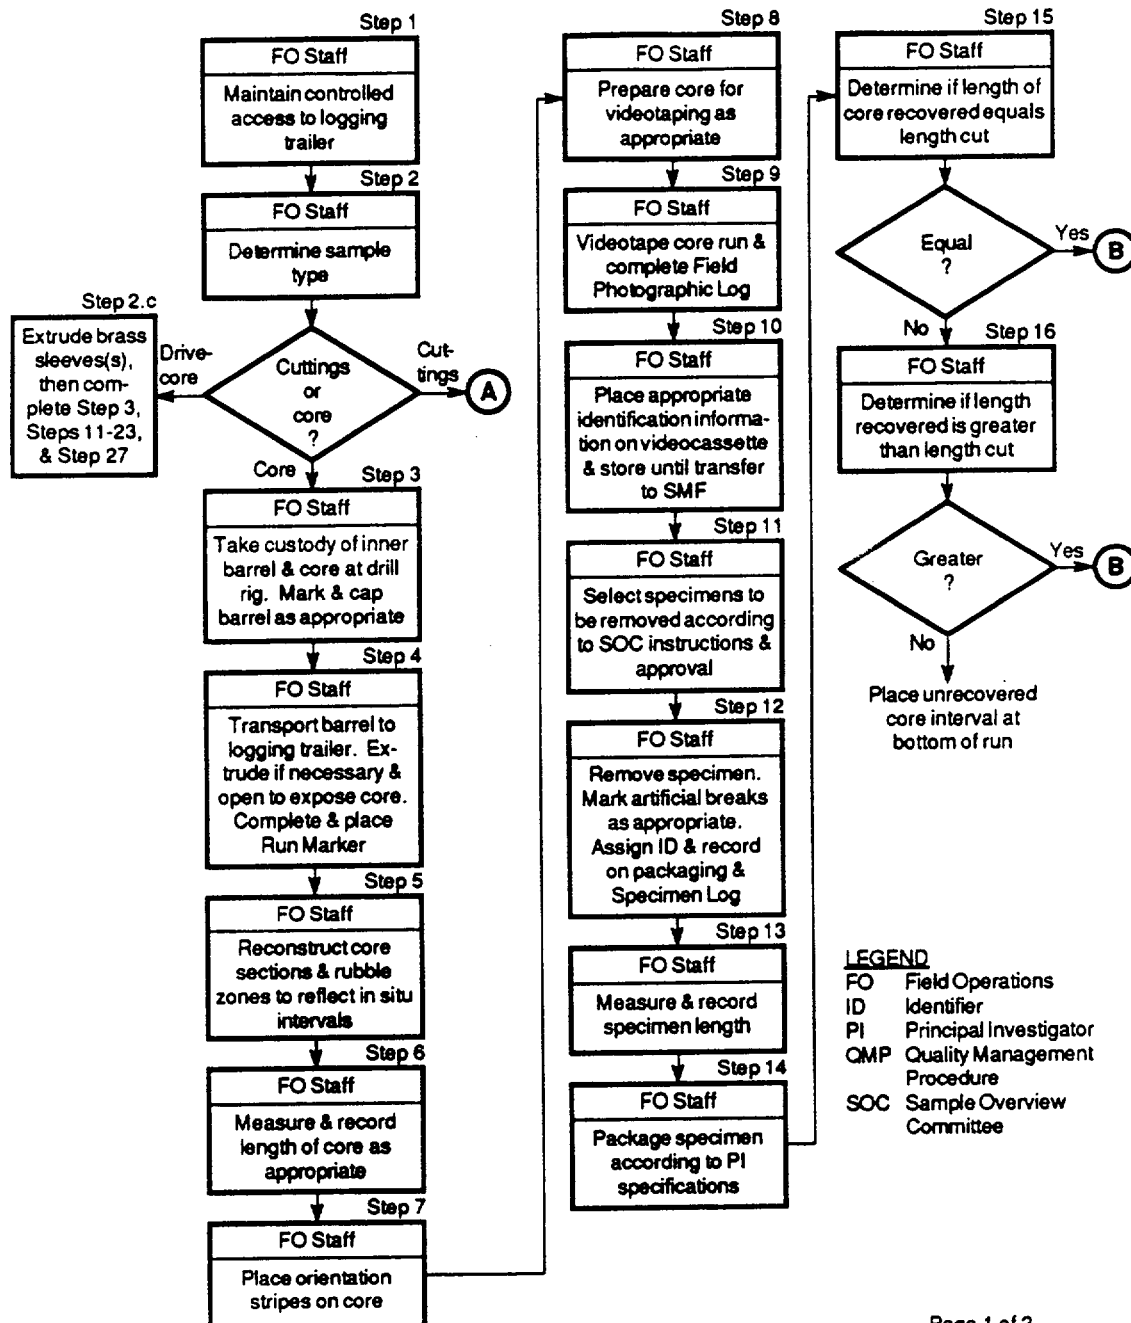 Step 1
FO Staff
Maintain controlled
access to logging
trailer
Step 2
FO Staff
Determine sample
type
Step 2.c
Extrude brass
sleeves(s),
then com-
plete Step 3,
Steps 11-23,
& Step 27
Drive-
core
Cuttings
or
core
?
Cut-
tings
A
Core
Step 3
FO Staff
Take custody of inner
barrel & core at drill
rig. Mark & cap
barrel as appropriate
Step 4
FO Staff
Transport barrel to
logging trailer. Ex-
trude if necessary &
open to expose core.
Complete & place
Run Marker
Step 5
FO Staff
Reconstruct core
sections & rubble
zones to reflect in situ
intervals
Step 6
FO Staff
Measure & record
length of core as
appropriate
Step 7
FO Staff
Place orientation
stripes on core
Step 8
FO Staff
Prepare core for
videotaping as
appropriate
Step 9
FO Staff
Videotape core run &
complete Field
Photographic Log
Step 10
FO Staff
Place appropriate
identification informa-
tion on videocassette
& store until transfer
to SMF
Step 11
FO Staff
Select specimens to
be removed according
to SOC instructions &
approval
Step 12
FO Staff
Remove specimen.
Mark artificial breaks
as appropriate.
Assign ID & record
on packaging &
Specimen Log
Step 13
FO Staff
Measure & record
specimen length
Step 14
FO Staff
Package specimen
according to PI
specifications
Step 15
FO Staff
Determine if length of
core recovered equals
length cut
Equal
?
Yes
B
No
Step 16
FO Staff
Determine if length
recovered is greater
than length cut
Greater
?
Yes
B
No
Place unrecovered
core interval at
bottom of run
LEGEND
FO Field Operations
ID Identifier
PI Principal Investigator
QMP Quality Management
Procedure
SOC Sample Overview
Committee
Page 1 of 2